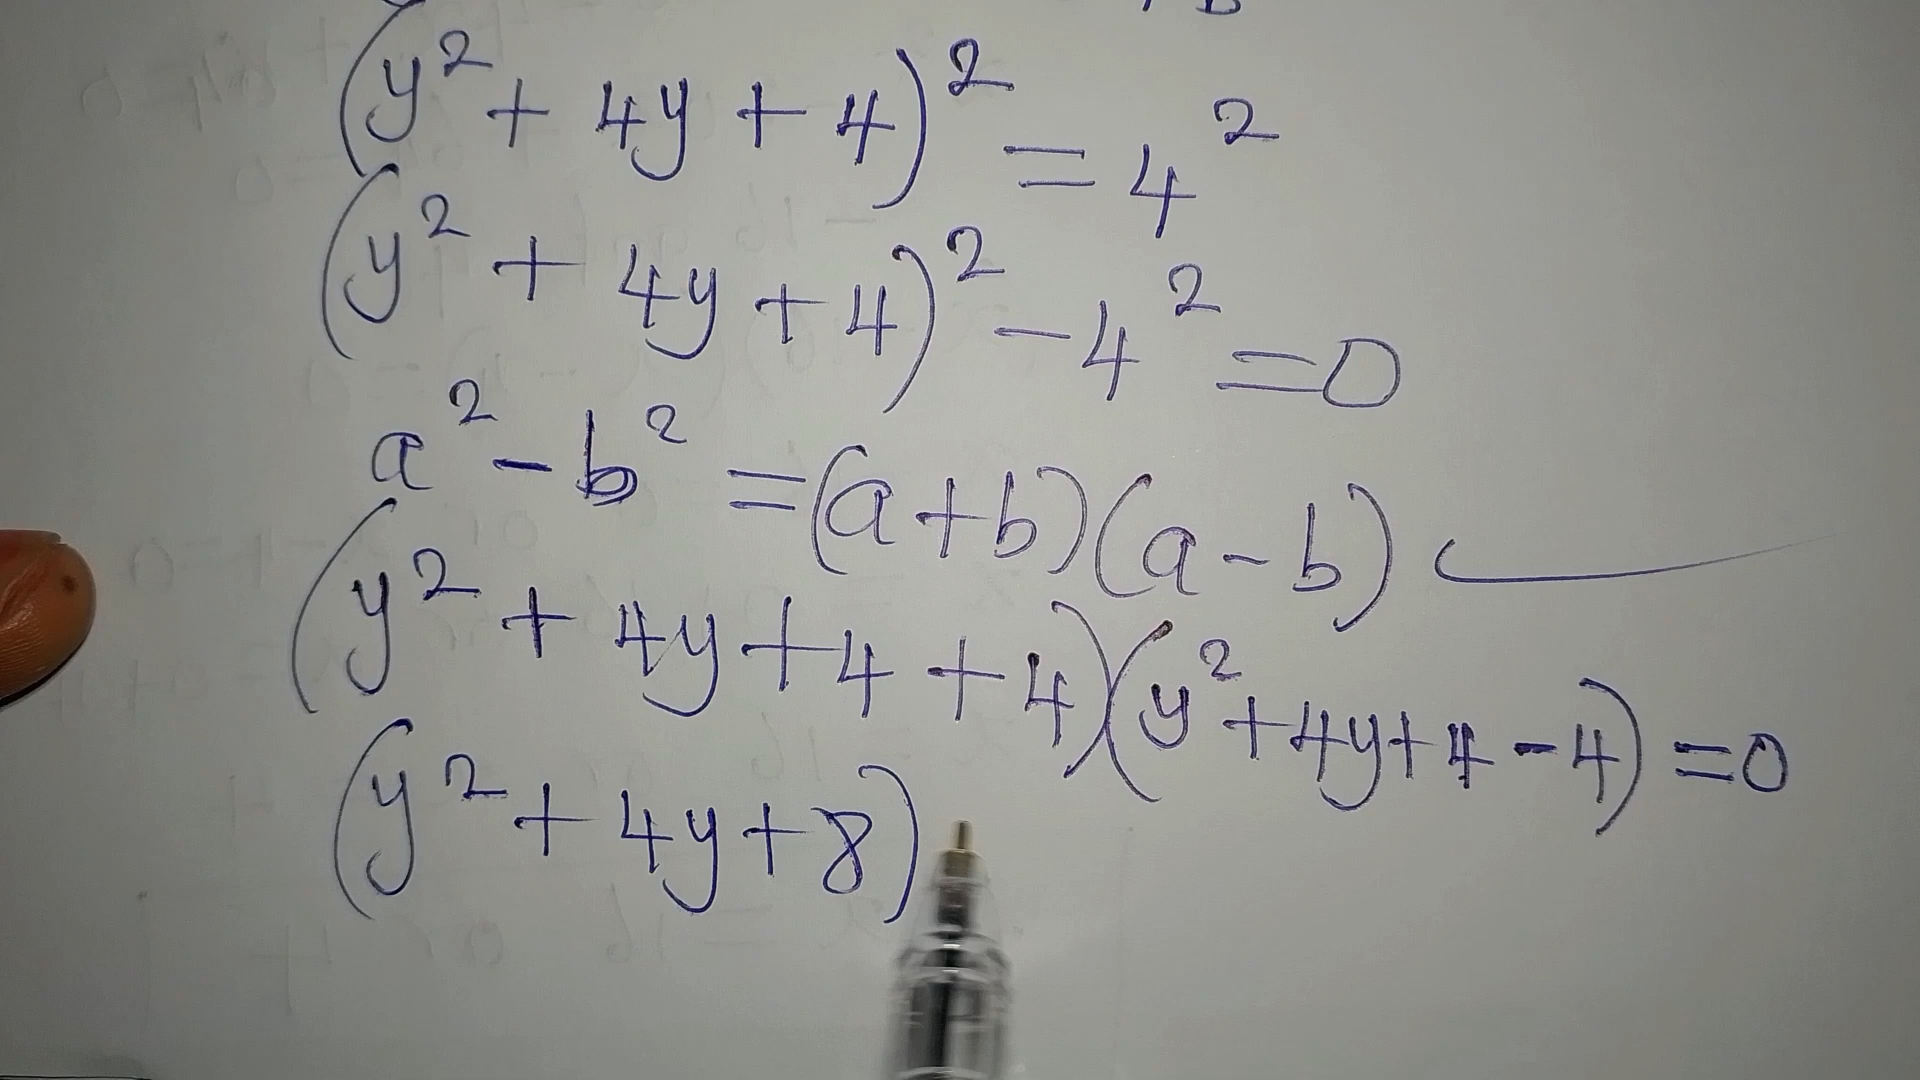 (y² + 4y + 4)² = 4²
(y² + 4y + 4)² - 4² = 0
a² - b² = (a + b)(a - b)
(y² + 4y + 4 + 4)(y² + 4y + 4 - 4) = 0
(y² + 4y + 8)